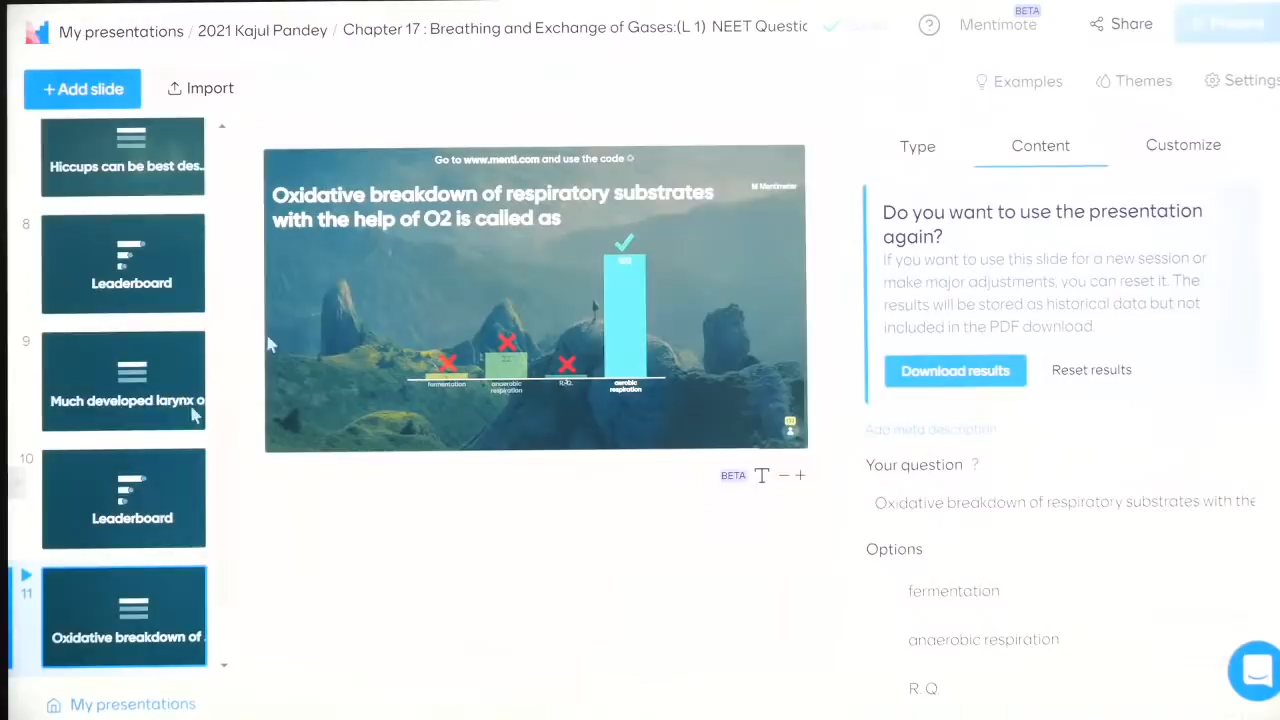 My presentations / 2021 Kajul Pandey / Chapter 17 : Breathing and Exchange of Gases:(L 1) NEET Questic
BETA
Mentimote
Share
+ Add slide
Import
Examples
Themes
Settings
Hiccups can be best des..
8
Leaderboard
9
Much developed larynx o
10
Leaderboard
11
Oxidative breakdown of .
My presentations
Go to www.menti.com and use the code
Mentimeter
Oxidative breakdown of respiratory substrates
with the help of O2 is called as
fermentation
anaerobic
respiration
R.Q.
aerobic
respiration
BETA T − +
Type
Content
Customize
Do you want to use the presentation
again?
If you want to use this slide for a new session or
make major adjustments, you can reset it. The
results will be stored as historical data but not
included in the PDF download.
Download results
Reset results
Add meta description
Your question ?
Oxidative breakdown of respiratory substrates with the
Options
fermentation
anaerobic respiration
R. Q.